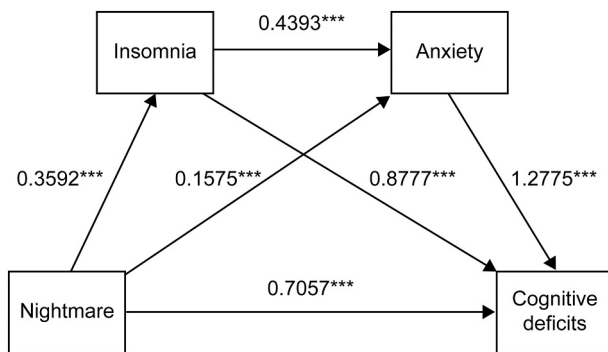 0.4393***
Insomnia
Anxiety
0.3592***
0.1575***
0.8777***
1.2775***
0.7057***
Nightmare
Cognitive
deficits